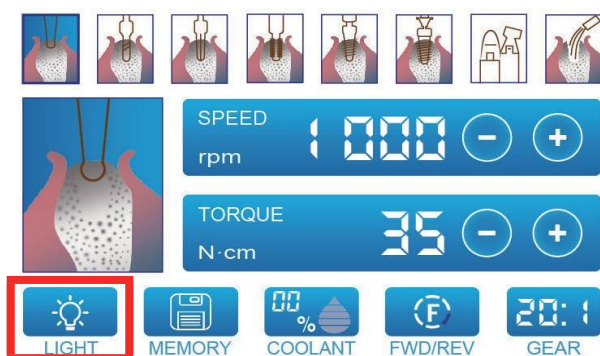 SPEED
rpm
1000
-
+
TORQUE
N·cm
35
-
+
00
%
F
20:1
LIGHT
MEMORY
COOLANT
FWD/REV
GEAR